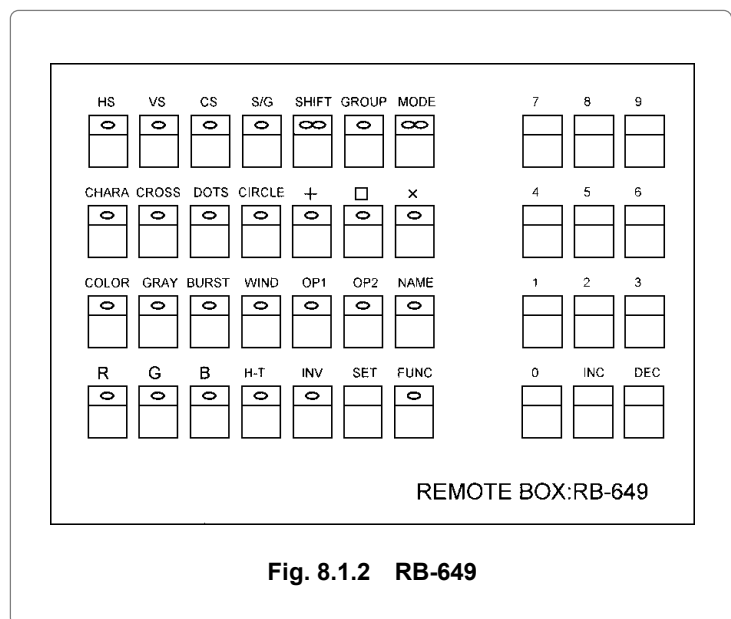 HS VS CS S/G SHIFT GROUP MODE 7 8 9
CHARA CROSS DOTS CIRCLE + □ × 4 5 6
COLOR GRAY BURST WIND OP1 OP2 NAME 1 2 3
R G B H-T INV SET FUNC 0 INC DEC
REMOTE BOX:RB-649
Fig. 8.1.2 RB-649